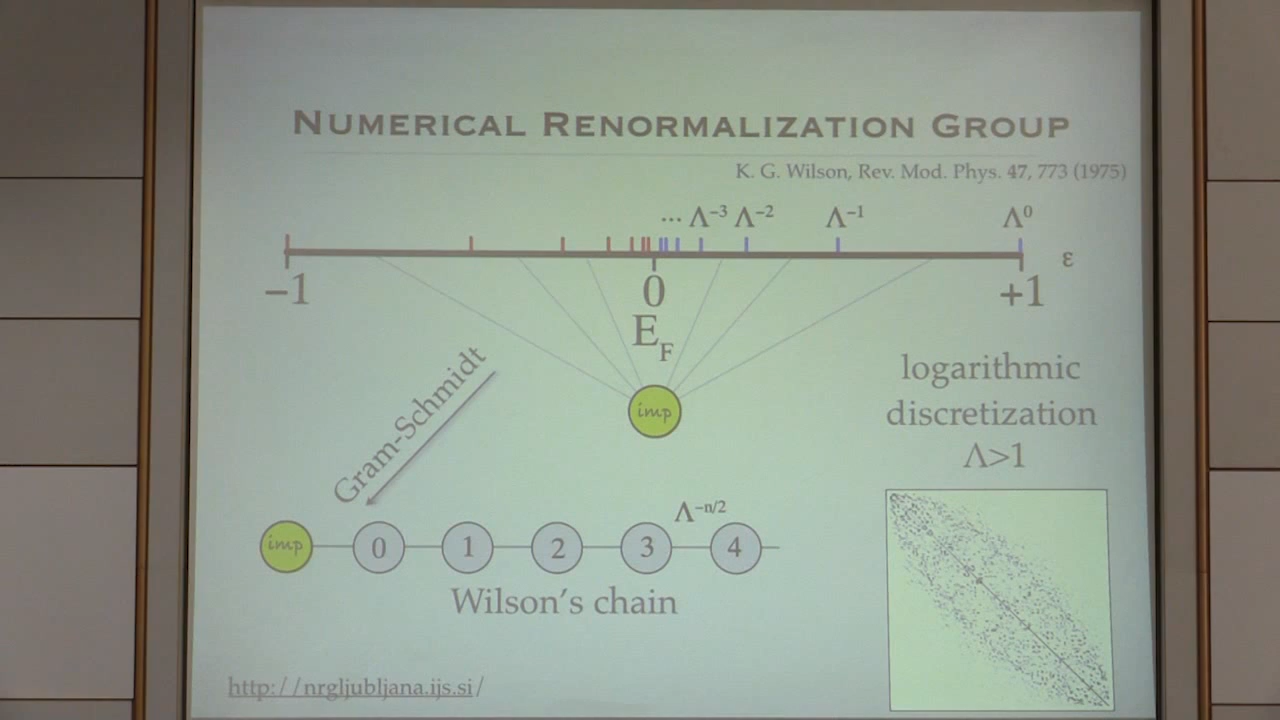 NUMERICAL RENORMALIZATION GROUP
K. G. Wilson, Rev. Mod. Phys. 47, 773 (1975)
... Λ⁻³ Λ⁻² Λ⁻¹ Λ⁰
ε
−1 0 +1
E_F
imp
Gram-Schmidt
logarithmic
discretization
Λ>1
Λ⁻ⁿ/²
imp 0 1 2 3 4
Wilson's chain
http://nrgljubljana.ijs.si/